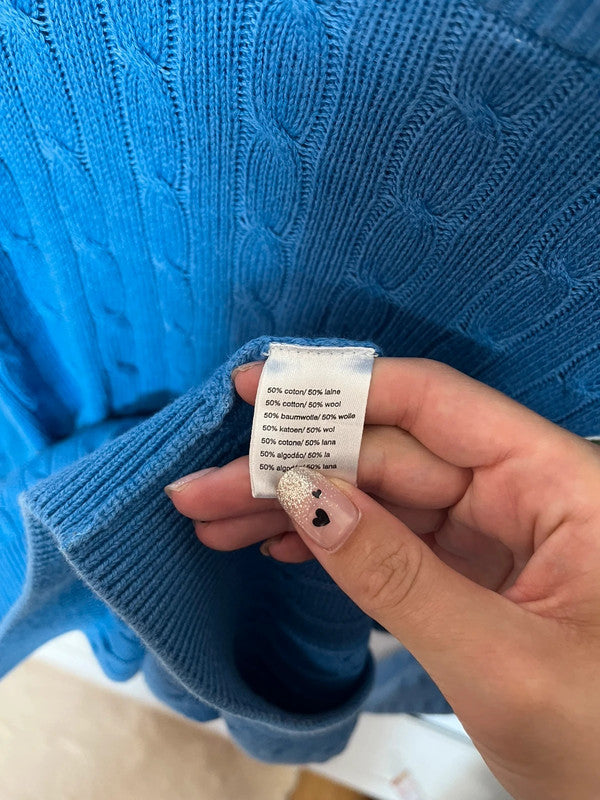 50% coton/ 50% laine
50% cotton/ 50% wool
50% baumwolle/ 50% wolle
50% katoen/ 50% wol
50% cotone/ 50% lana
50% algodão/ 50% la
50% algodón/ 50% lana